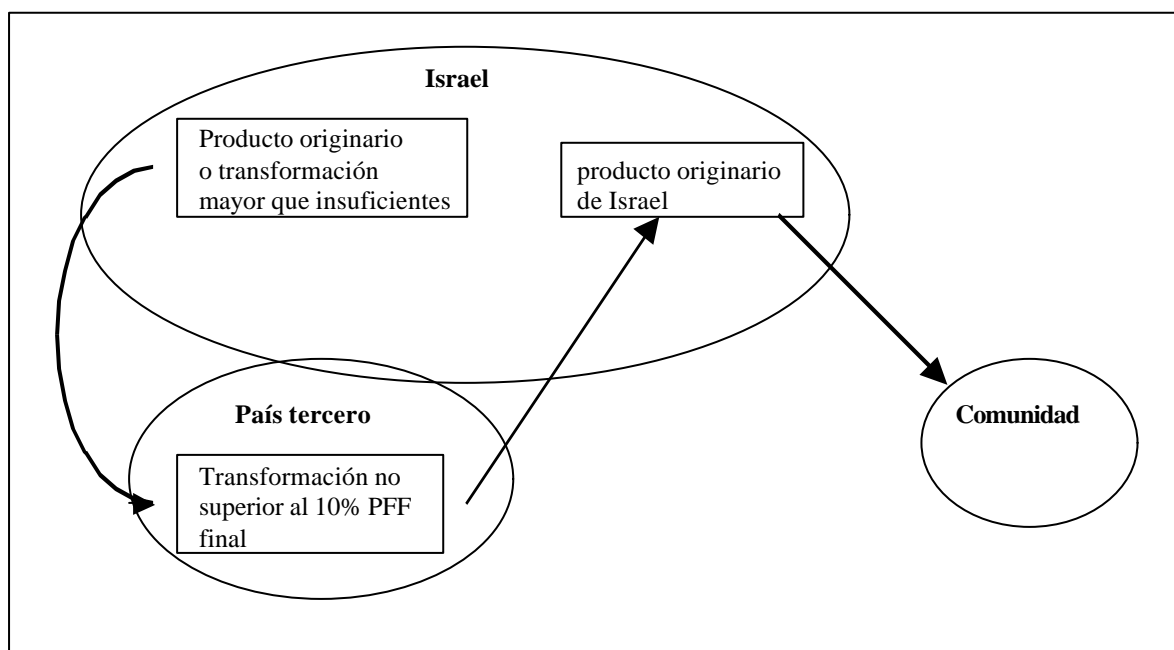 Israel
Producto originario
o transformación
mayor que insuficientes
producto originario
de Israel
País tercero
Transformación no
superior al 10% PFF
final
Comunidad